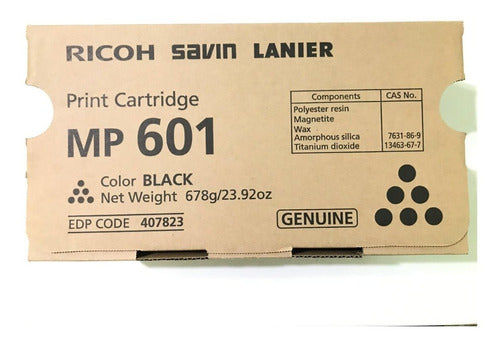 RICOH Savin LANIER
Print Cartridge
MP 601
Color BLACK
Net Weight 678g/23.92oz
EDP CODE 407823
Components CAS No.
Polyester resin
Magnetite
Wax
Amorphous silica 7631-86-9
Titanium dioxide 13463-67-7
GENUINE